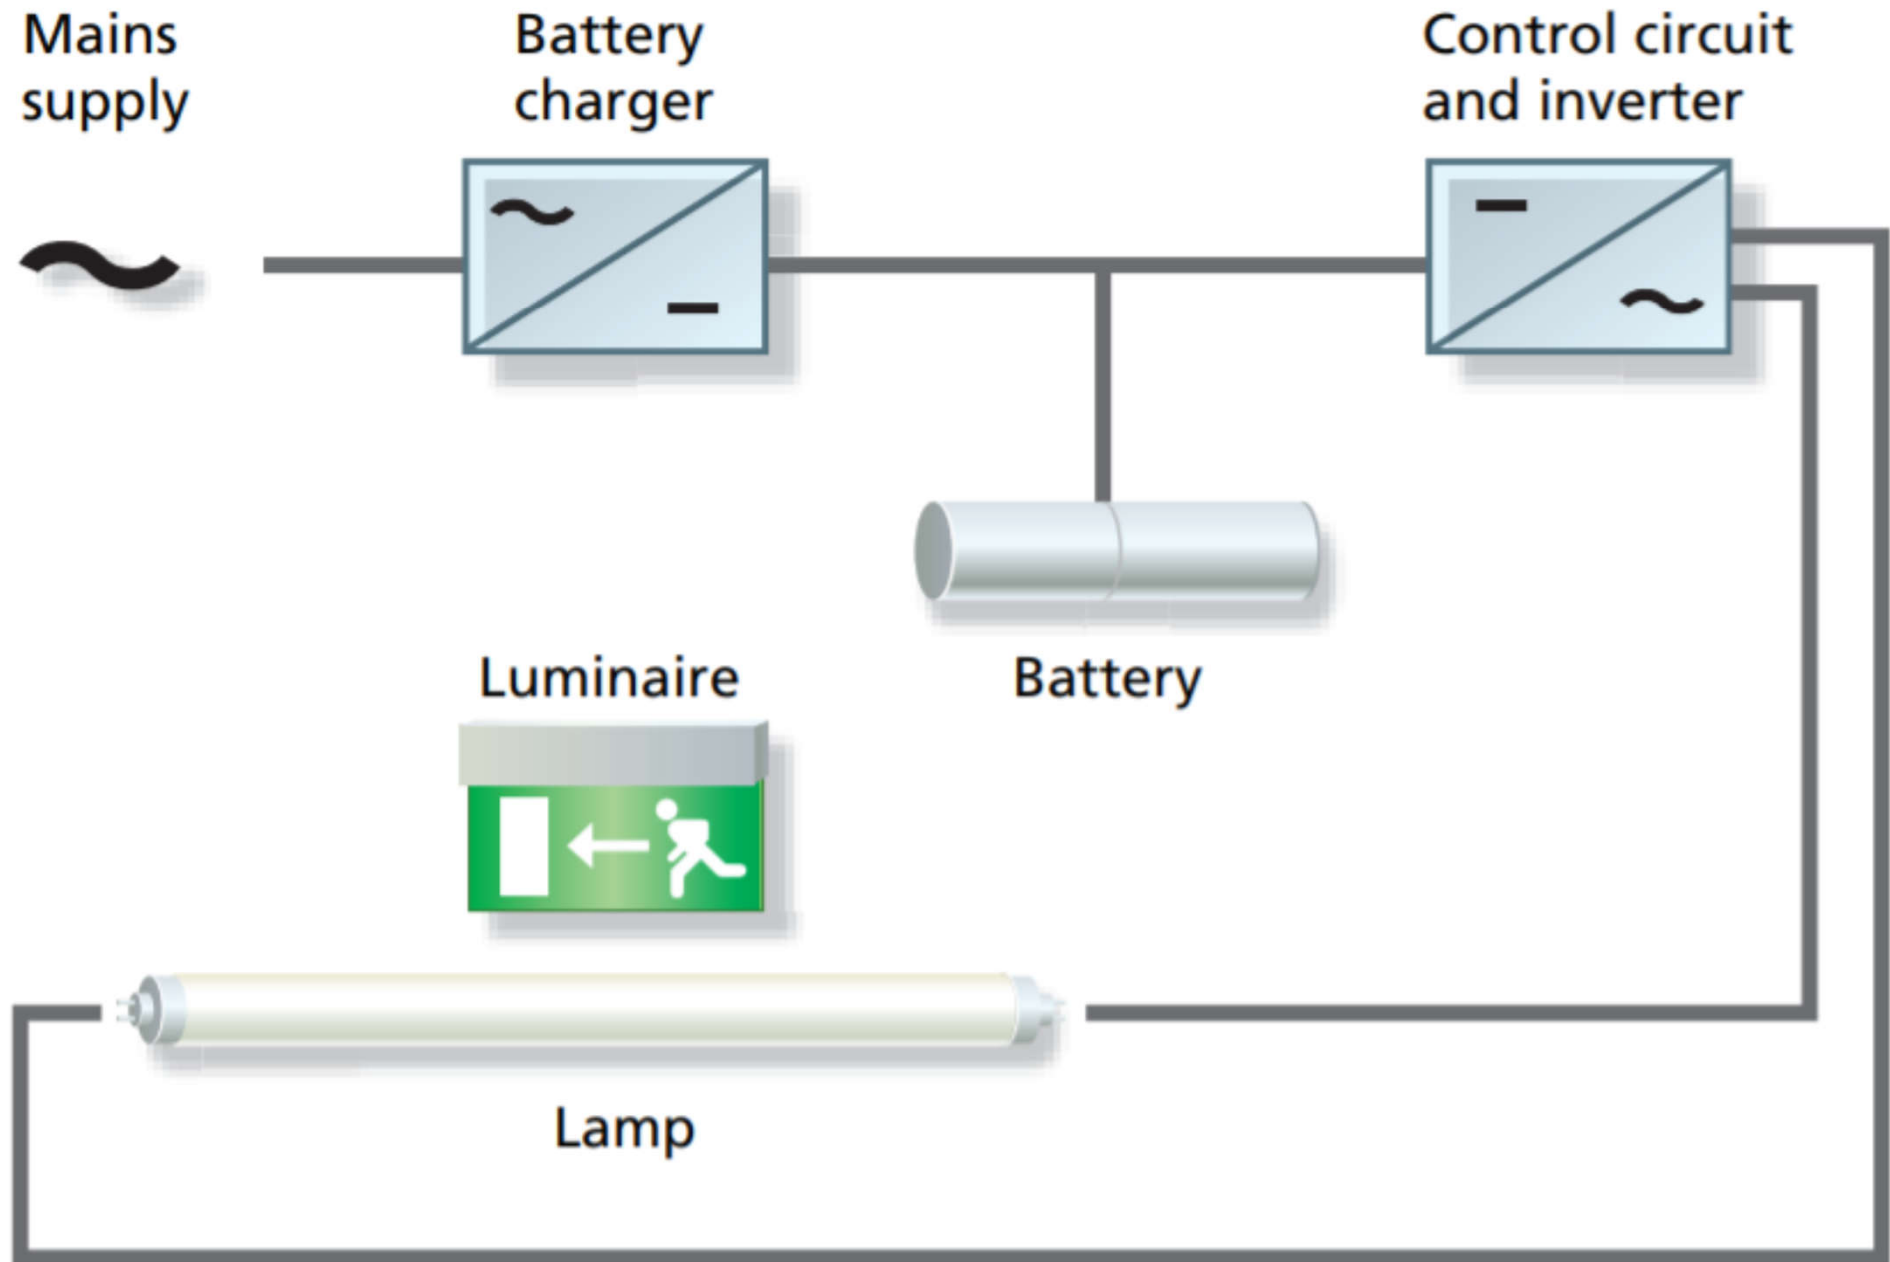 Mains
supply
Battery
charger
Control circuit
and inverter
Luminaire
Battery
Lamp